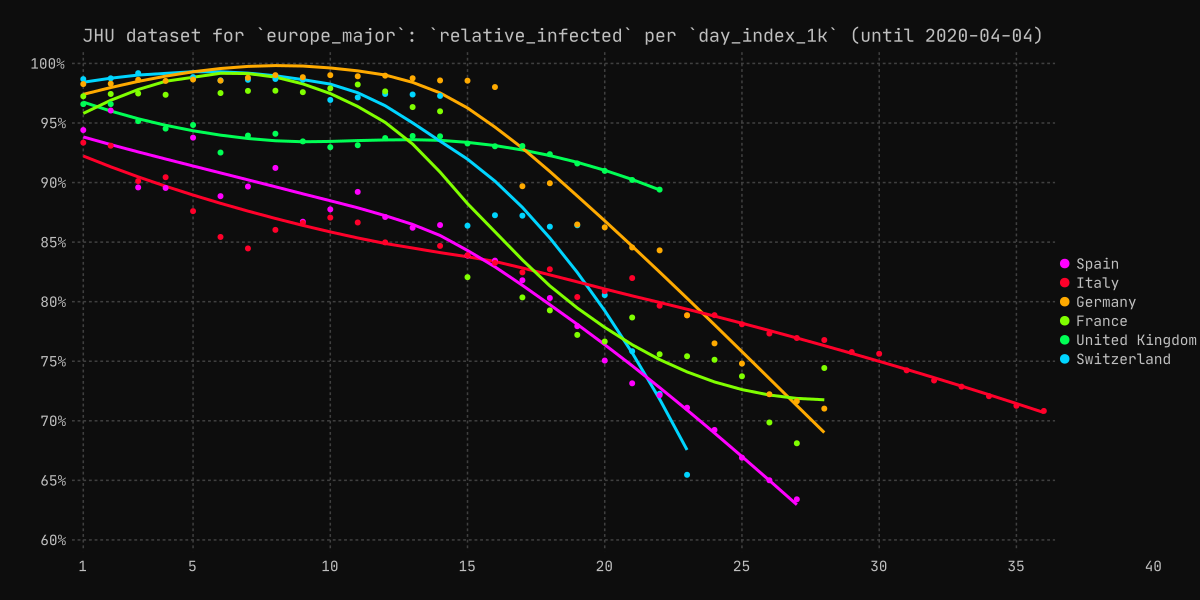 JHU dataset for `europe_major`: `relative_infected` per `day_index_1k` (until 2020-04-04)
100%
95%
90%
85%
80%
75%
70%
65%
60%
1 5 10 15 20 25 30 35 40
Spain
Italy
Germany
France
United Kingdom
Switzerland